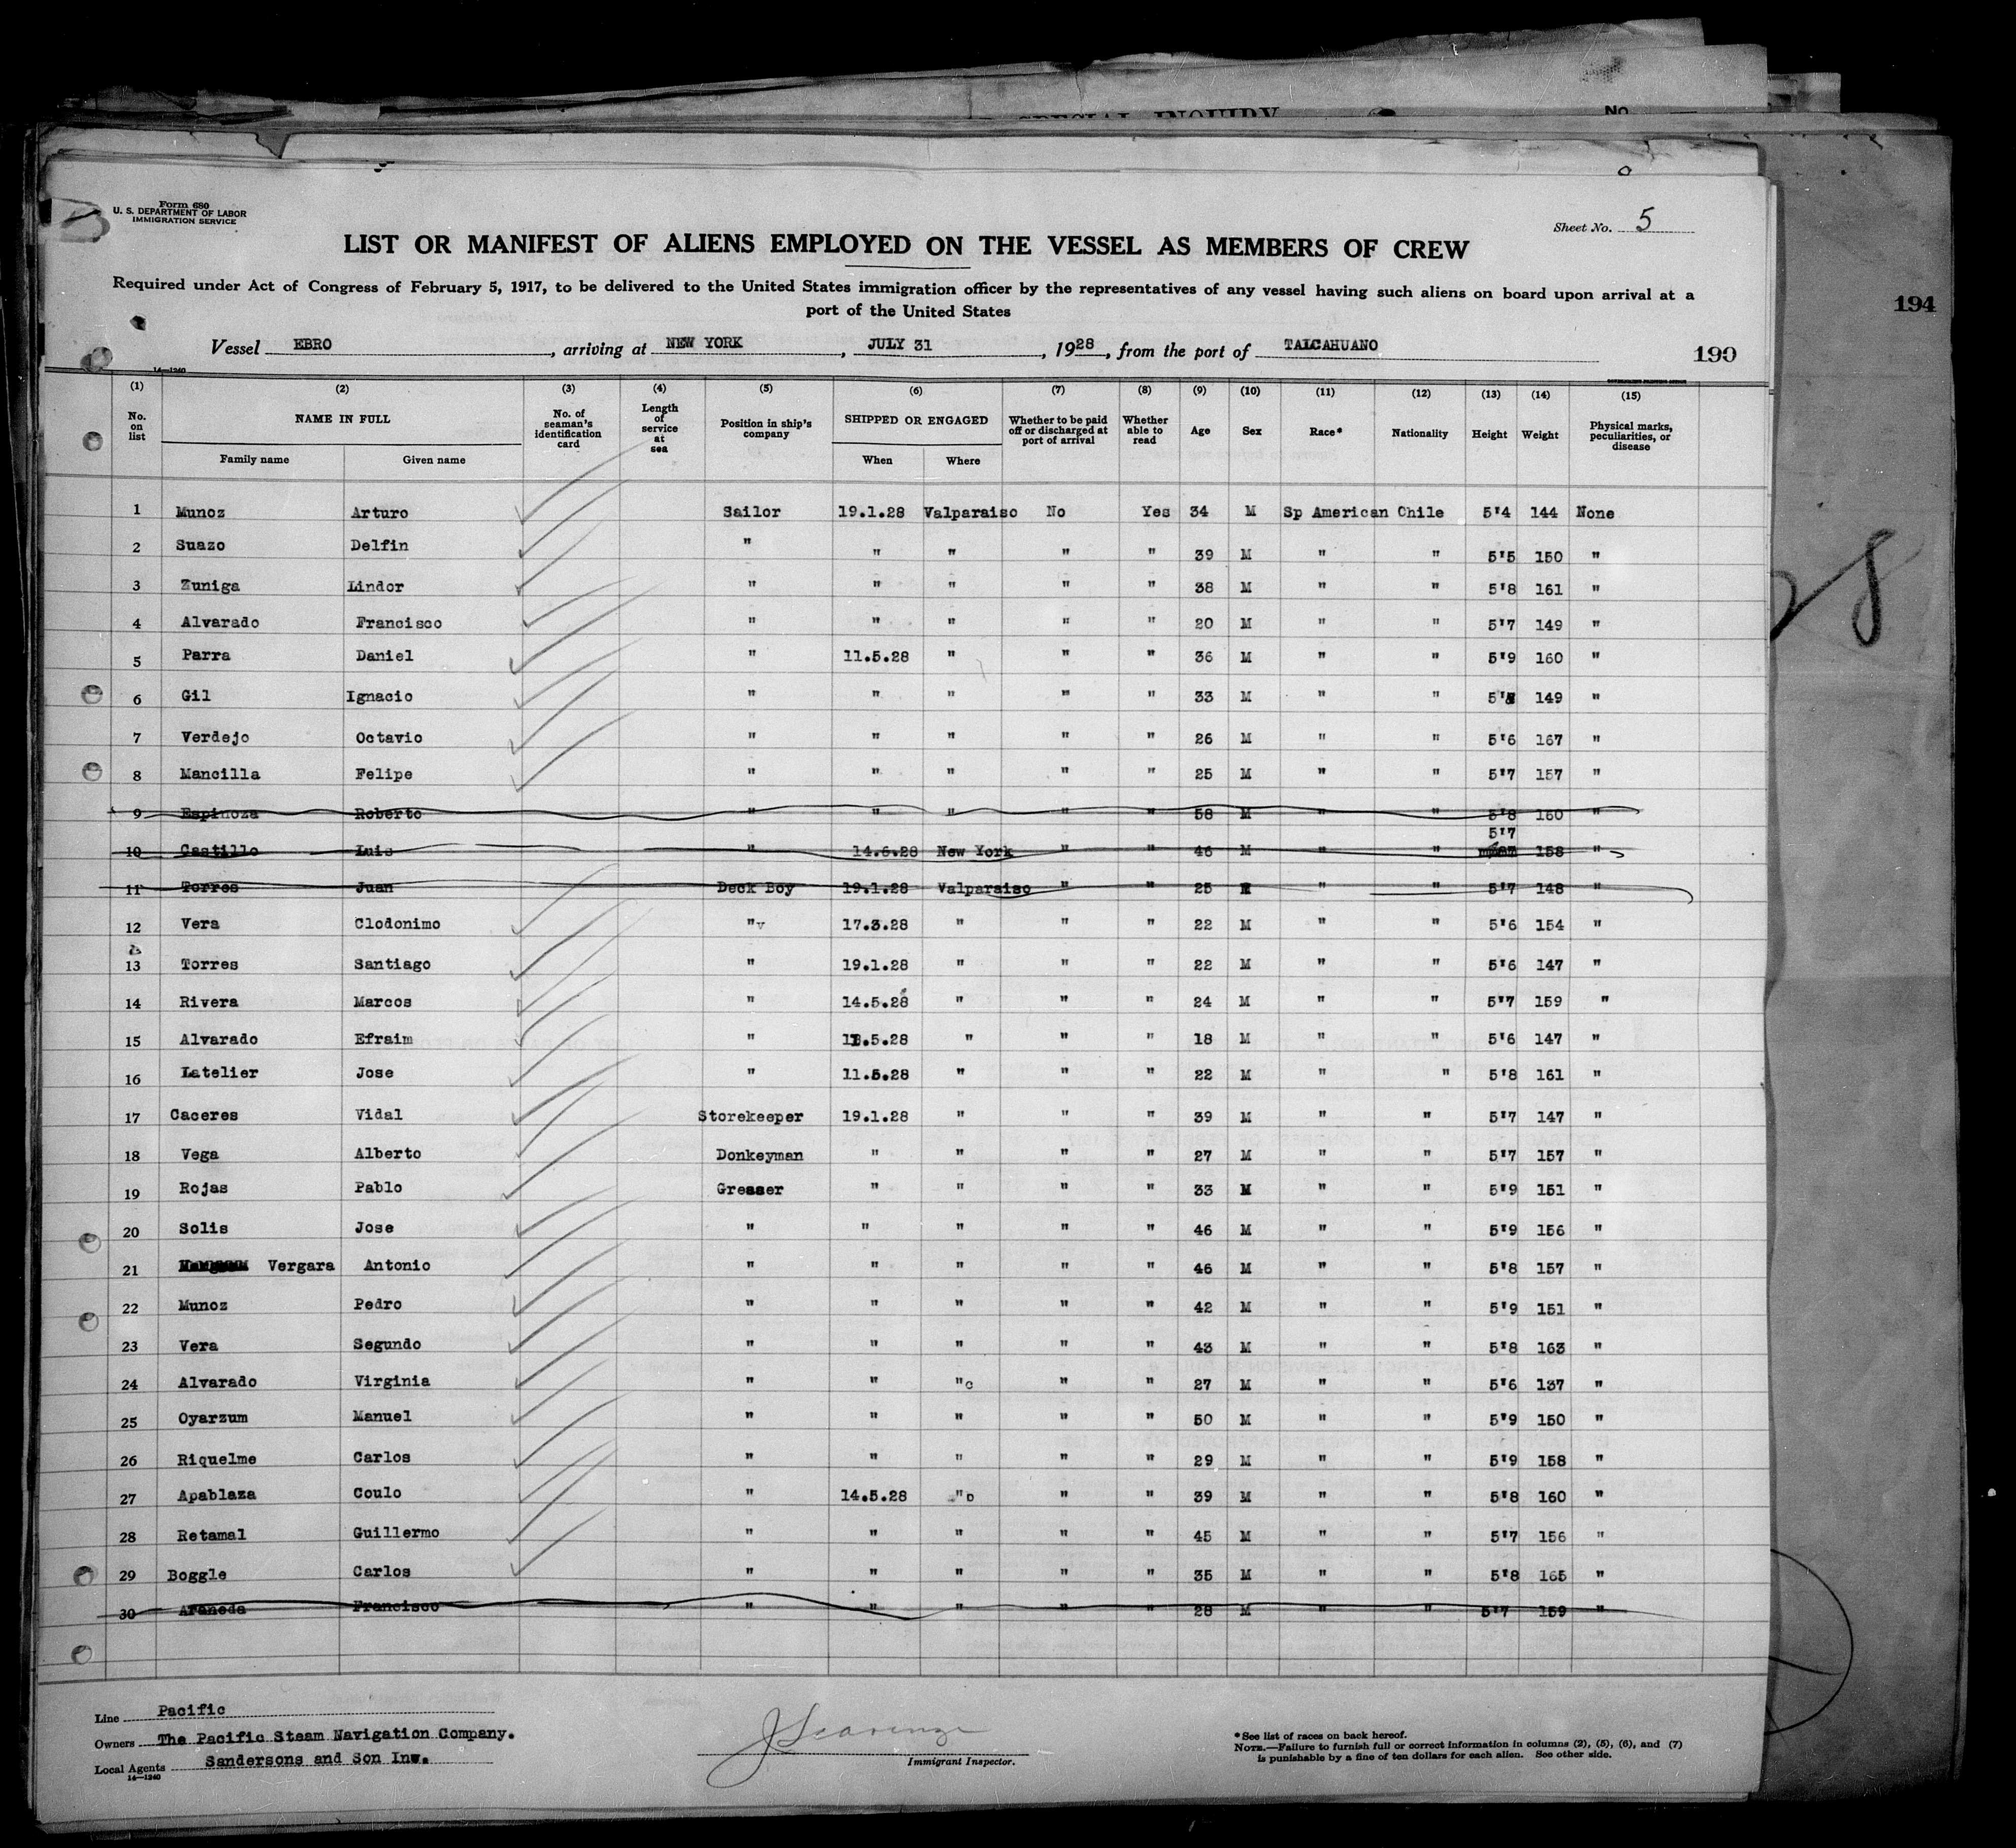 SPECIAL INQUIRY
No.
194
28
Form 680
U. S. DEPARTMENT OF LABOR
IMMIGRATION SERVICE
Sheet No. 5
LIST OR MANIFEST OF ALIENS EMPLOYED ON THE VESSEL AS MEMBERS OF CREW
Required under Act of Congress of February 5, 1917, to be delivered to the United States immigration officer by the representatives of any vessel having such aliens on board upon arrival at a
port of the United States
Vessel EBRO, arriving at NEW YORK, JULY 31, 1928, from the port of TALCAHUANO
190
14—1240
(1) (2) (3) (4) (5) (6) (7) (8) (9) (10) (11) (12) (13) (14) (15)
No. on list NAME IN FULL No. of seaman's identification card Length of service at sea Position in ship's company SHIPPED OR ENGAGED Whether to be paid off or discharged at port of arrival Whether able to read Age Sex Race* Nationality Height Weight Physical marks, peculiarities, or disease
Family name Given name When Where
1 Munoz Arturo Sailor 19.1.28 Valparaiso No Yes 34 M Sp American Chile 5'4 144 None
2 Suazo Delfin " " " " " 39 M " " 5'5 150 "
3 Zuniga Lindor " " " " " 38 M " " 5'8 161 "
4 Alvarado Francisco " " " " " 20 M " " 5'7 149 "
5 Parra Daniel " 11.5.28 " " " 36 M " " 5'9 160 "
6 Gil Ignacio " " " " " 33 M " " 149 "
7 Verdejo Octavio " " " " " 26 M " " 5'6 167 "
8 Mancilla Felipe " " " " " 25 M " " 5'7 157 "
9 Espinoza Roberto " " " " " 58 M " " 5'8 160 "
10 Castillo Luis " 14.6.28 New York " " 46 M " " 5'7 158 "
11 Torres Juan Deck Boy 19.1.28 Valparaiso " " 25 M " " 5'7 148 "
12 Vera Clodonimo " 17.3.28 " " " 22 M " " 5'6 154 "
13 Torres Santiago " 19.1.28 " " " 22 M " " 5'6 147 "
14 Rivera Marcos " 14.5.28 " " " 24 M " " 5'7 159 "
15 Alvarado Efraim " " " " 18 M " " 5'6 147 "
16 Latelier Jose " 11.5.28 " " " 22 M " " 5'8 161 "
17 Caceres Vidal Storekeeper 19.1.28 " " " 39 M " " 5'7 147 "
18 Vega Alberto Donkeyman " " " " 27 M " " 5'7 157 "
19 Rojas Pablo Greaser " " " " 33 M " " 5'9 151 "
20 Solis Jose " " " " " 46 M " " 5'9 156 "
21 Vergara Antonio " " " " " 46 M " " 5'8 157 "
22 Munoz Pedro " " " " " 42 M " " 5'9 151 "
23 Vera Segundo " " " " " 43 M " " 5'8 163 "
24 Alvarado Virginia " " "c " " 27 M " " 5'6 137 "
25 Oyarzum Manuel " " " " " 50 M " " 5'9 150 "
26 Riquelme Carlos " " " " " 29 M " " 5'9 158 "
27 Apablaza Coulo " 14.5.28 " " " 39 M " " 5'8 160 "
28 Retamal Guillermo " " " " " 45 M " " 5'7 156 "
29 Boggle Carlos " " " " " 35 M " " 5'8 165 "
30 Araneda Francisco " " " " " 28 M " " 5'7 159 "
Line Pacific
Owners The Pacific Steam Navigation Company.
Local Agents Sandersons and Son Inc.
14—1240
Immigrant Inspector.
*See list of races on back hereof.
NOTE.—Failure to furnish full or correct information in columns (2), (5), (6), and (7)
is punishable by a fine of ten dollars for each alien. See other side.